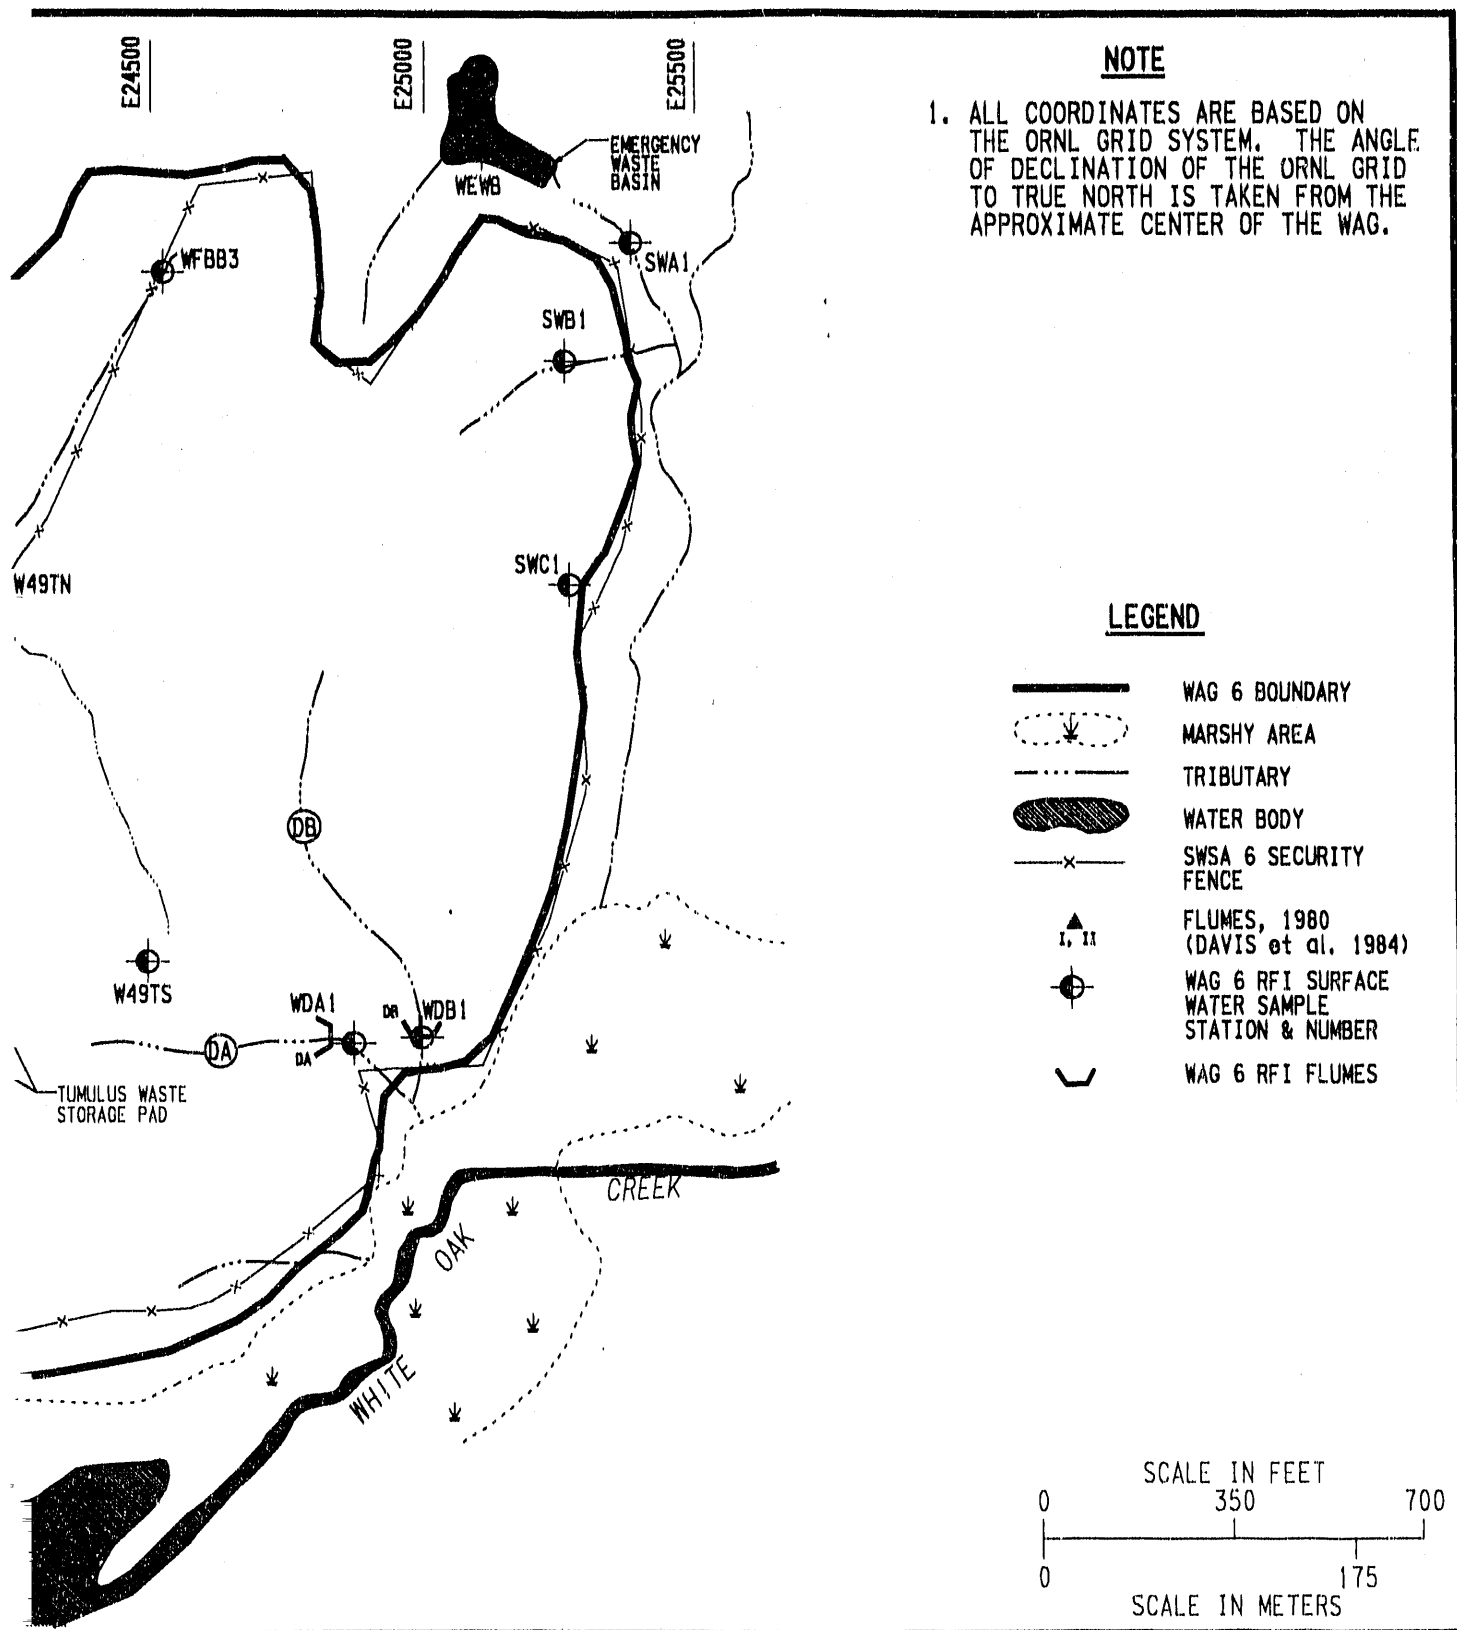 E24500
E25000
E25500
NOTE
1. ALL COORDINATES ARE BASED ON
THE ORNL GRID SYSTEM. THE ANGLE
OF DECLINATION OF THE ORNL GRID
TO TRUE NORTH IS TAKEN FROM THE
APPROXIMATE CENTER OF THE WAG.
EMERGENCY
WASTE
BASIN
WEWB
WFBB3
SWA1
SWB1
SWC1
W49TN
DB
W49TS
WDA1
DA
DB
WDB1
DA
TUMULUS WASTE
STORAGE PAD
CREEK
OAK
WHITE
LEGEND
WAG 6 BOUNDARY
MARSHY AREA
TRIBUTARY
WATER BODY
SWSA 6 SECURITY
FENCE
I, II
FLUMES, 1980
(DAVIS et al. 1984)
WAG 6 RFI SURFACE
WATER SAMPLE
STATION & NUMBER
WAG 6 RFI FLUMES
SCALE IN FEET
0 350 700
0 175
SCALE IN METERS